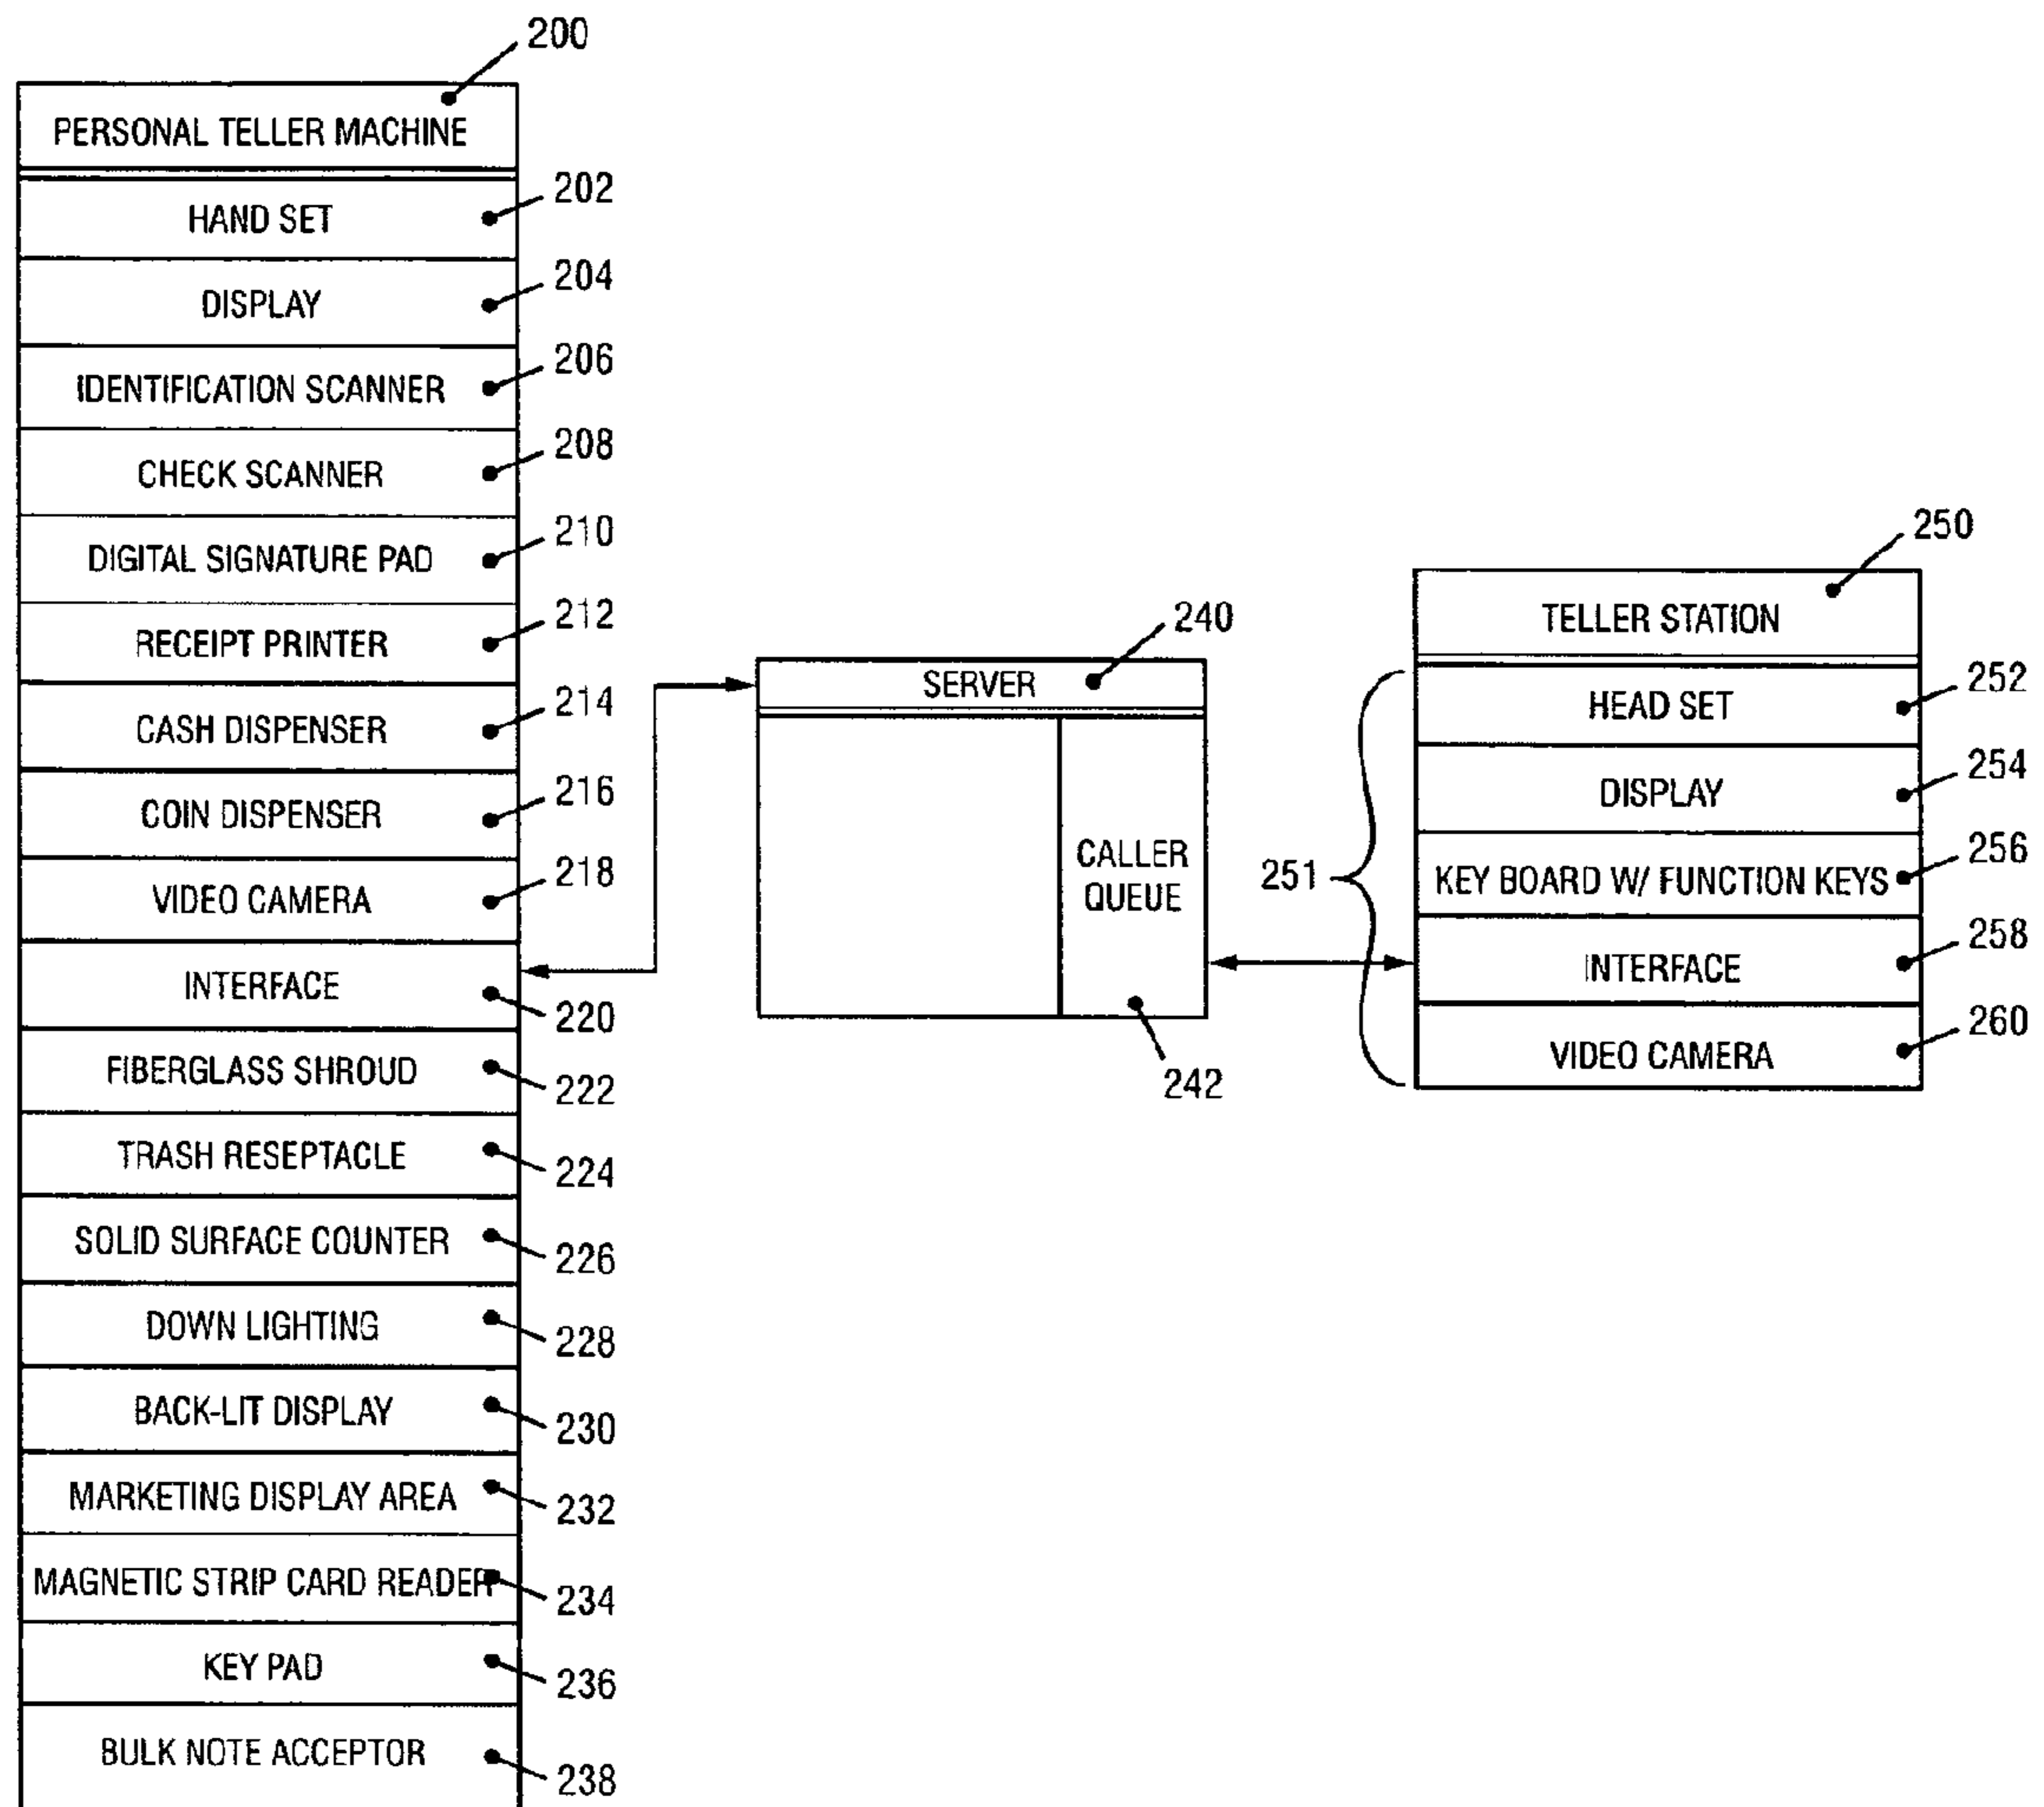 200
PERSONAL TELLER MACHINE
HAND SET
202
DISPLAY
204
IDENTIFICATION SCANNER
206
CHECK SCANNER
208
DIGITAL SIGNATURE PAD
210
RECEIPT PRINTER
212
CASH DISPENSER
214
COIN DISPENSER
216
VIDEO CAMERA
218
INTERFACE
220
FIBERGLASS SHROUD
222
TRASH RESEPTACLE
224
SOLID SURFACE COUNTER
226
DOWN LIGHTING
228
BACK-LIT DISPLAY
230
MARKETING DISPLAY AREA
232
MAGNETIC STRIP CARD READER
234
KEY PAD
236
BULK NOTE ACCEPTOR
238
240
SERVER
CALLER
QUEUE
242
250
TELLER STATION
251
HEAD SET
252
DISPLAY
254
KEY BOARD W/ FUNCTION KEYS
256
INTERFACE
258
VIDEO CAMERA
260